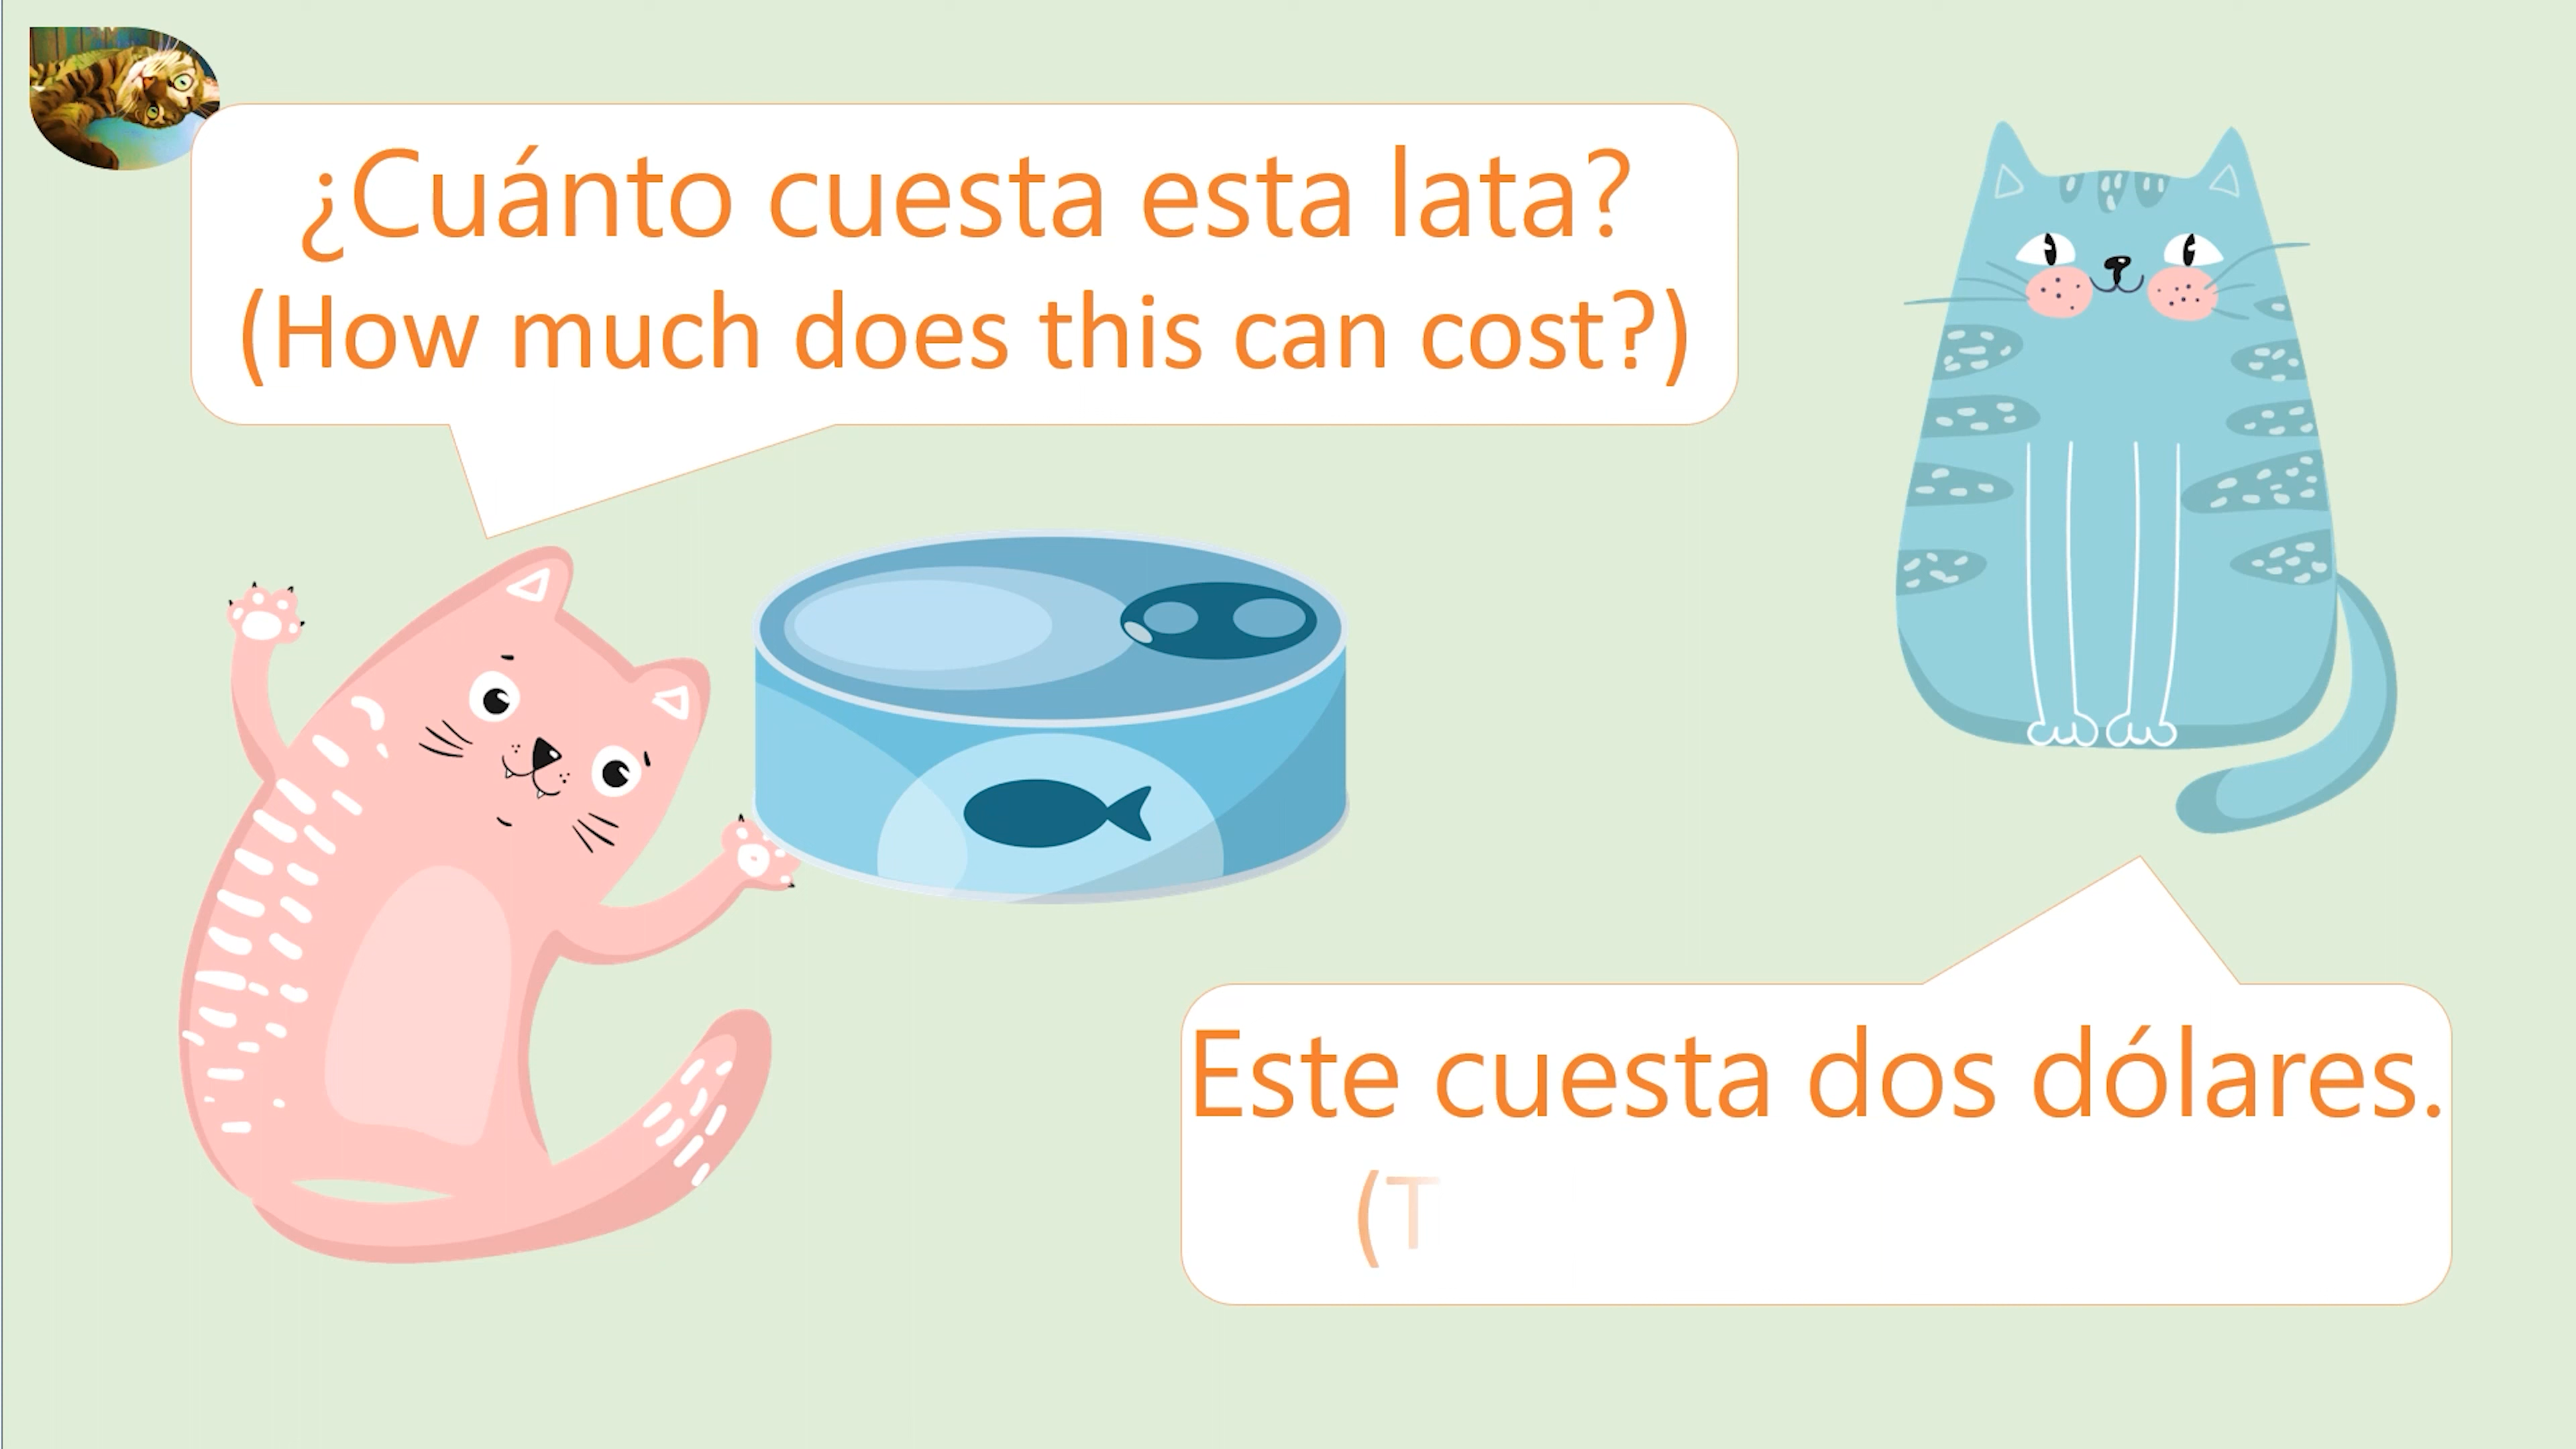 ¿Cuánto cuesta esta lata?
(How much does this can cost?)
Este cuesta dos dólares.
(T